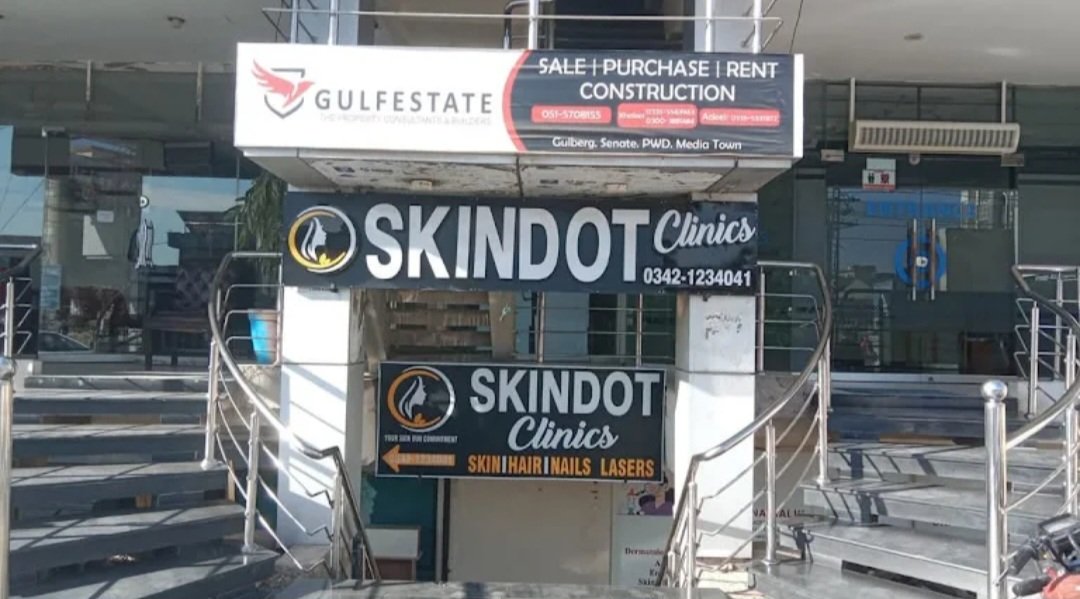 GULFESTATE
THE PROPERTY CONSULTANTS & BUILDERS
SALE | PURCHASE | RENT
CONSTRUCTION
051-5708155
Gulberg, Senate, PWD, Media Town
SKINDOT Clinics
0342-1234041
SKINDOT
Clinics
YOUR SKIN OUR COMMITMENT
SKIN | HAIR | NAILS LASERS